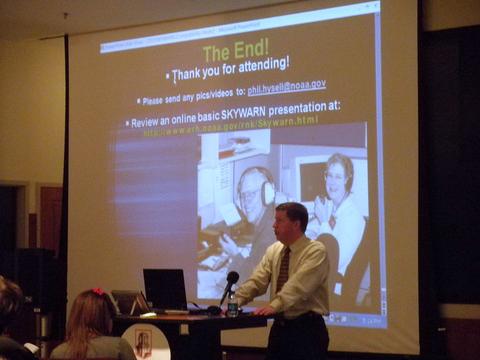 The End!
Thank you for attending!
Please send any pics/videos to: phil.hysell@noaa.gov
Review an online basic SKYWARN presentation at:
http://www.erh.noaa.gov/rnk/Skywarn.html